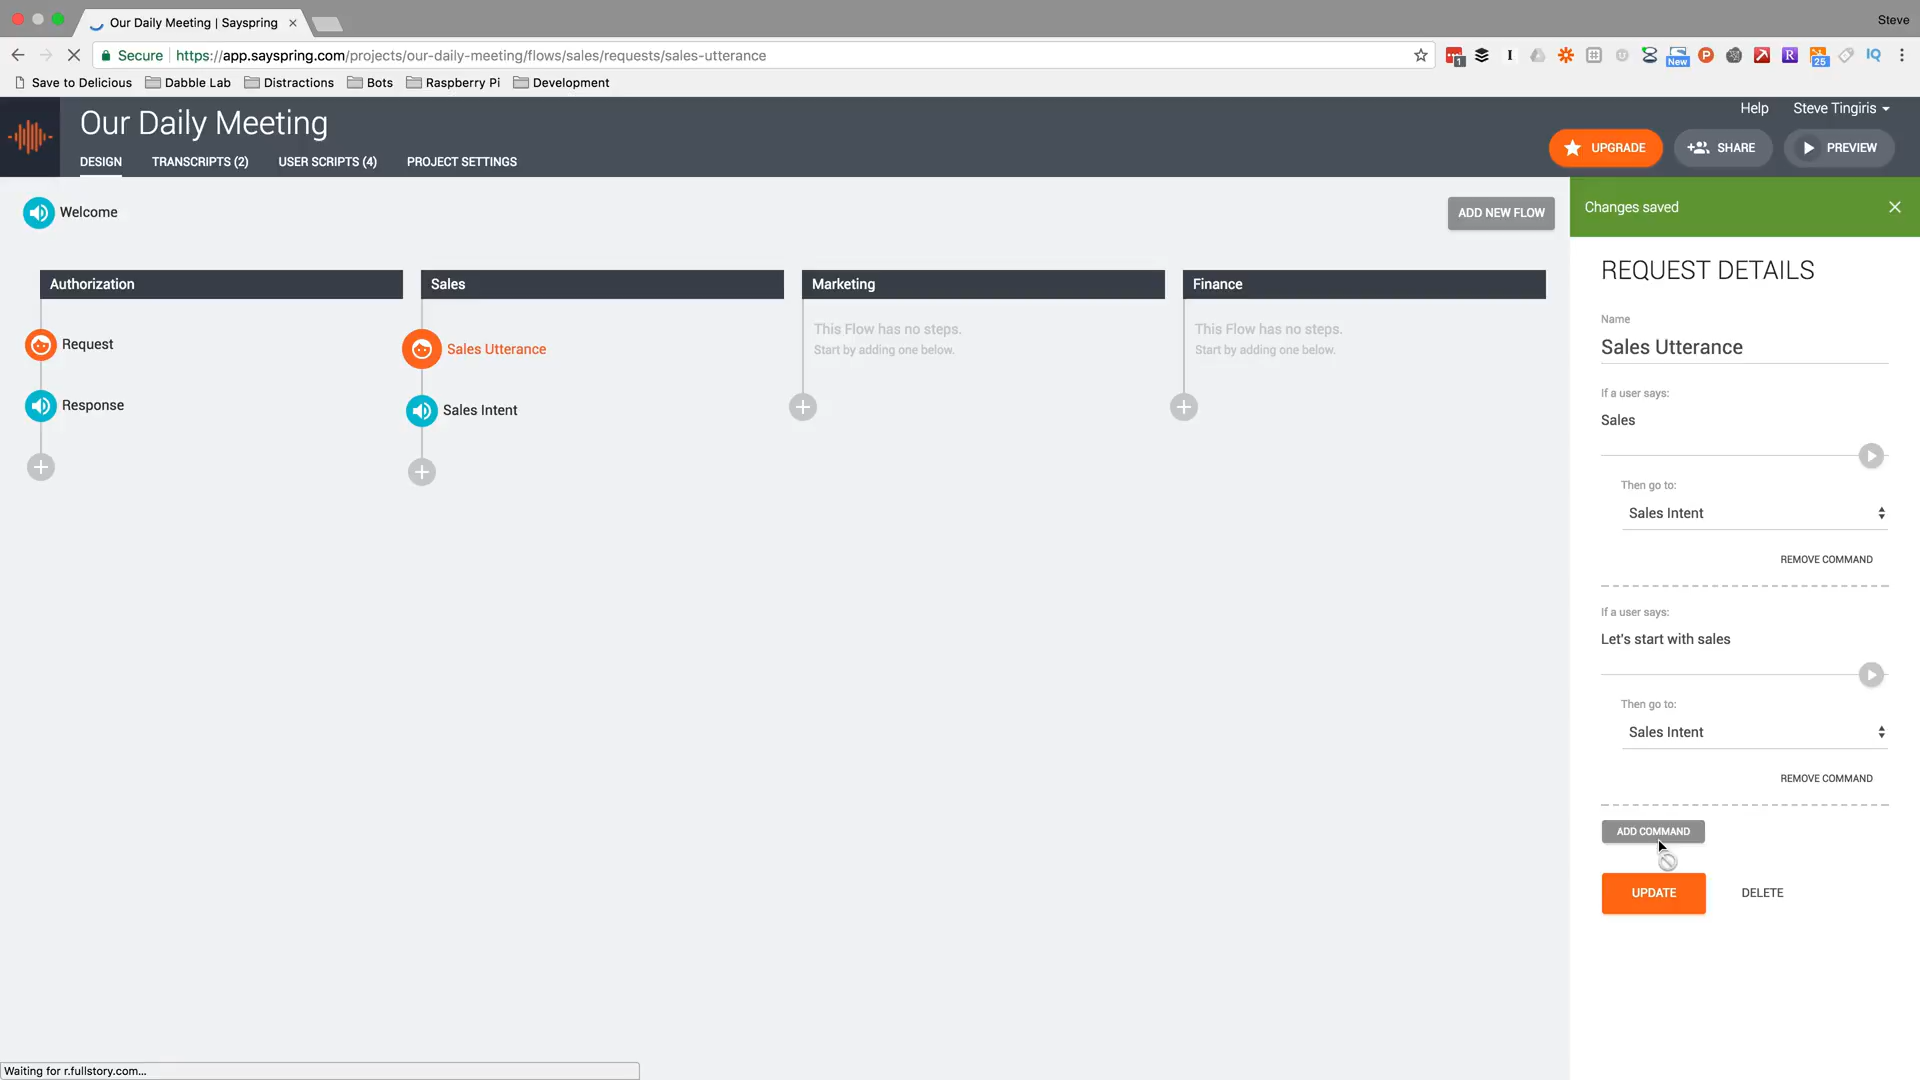 Our Daily Meeting | Sayspring
Steve
Secure
https://app.sayspring.com/projects/our-daily-meeting/flows/sales/requests/sales-utterance
1
I
New
P
R
25
IQ
Save to Delicious
Dabble Lab
Distractions
Bots
Raspberry Pi
Development
Our Daily Meeting
Help
Steve Tingiris
DESIGN
TRANSCRIPTS (2)
USER SCRIPTS (4)
PROJECT SETTINGS
UPGRADE
SHARE
PREVIEW
Welcome
ADD NEW FLOW
Changes saved
Authorization
Request
Response
Sales
Sales Utterance
Sales Intent
Marketing
This Flow has no steps.
Start by adding one below.
Finance
This Flow has no steps.
Start by adding one below.
REQUEST DETAILS
Name
Sales Utterance
If a user says:
Sales
Then go to:
Sales Intent
REMOVE COMMAND
If a user says:
Let's start with sales
Then go to:
Sales Intent
REMOVE COMMAND
ADD COMMAND
UPDATE
DELETE
Waiting for r.fullstory.com...